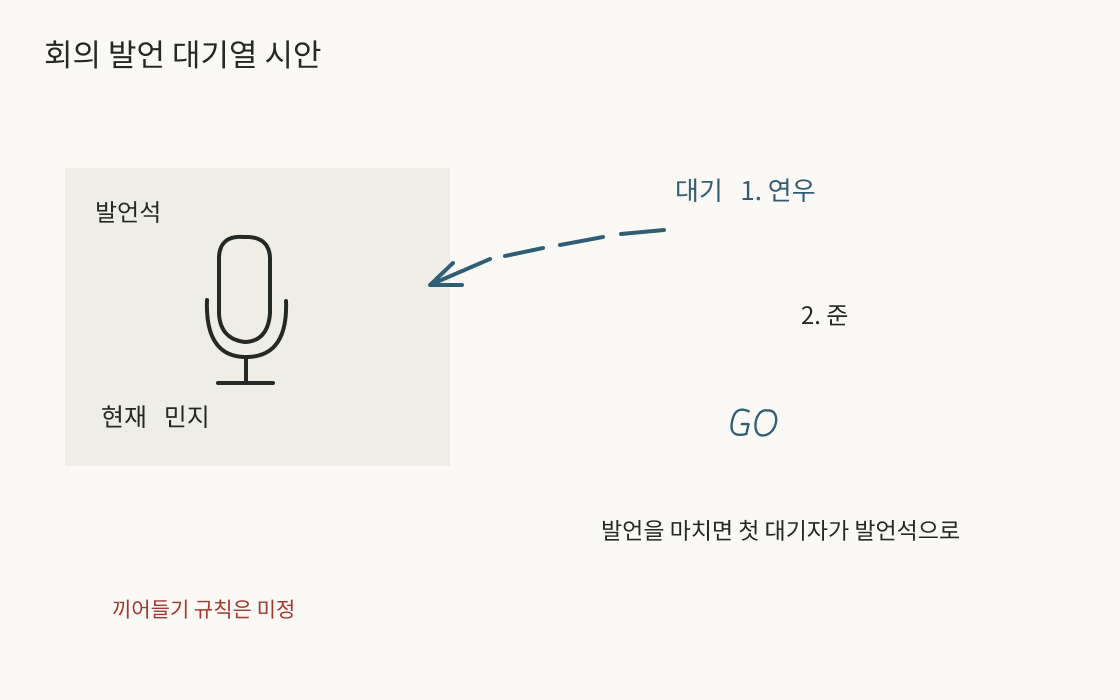 회의 발언 대기열 시안
발언석
현재 민지
대기 1. 연우
2. 준
GO
발언을 마치면 첫 대기자가 발언석으로
끼어들기 규칙은 미정